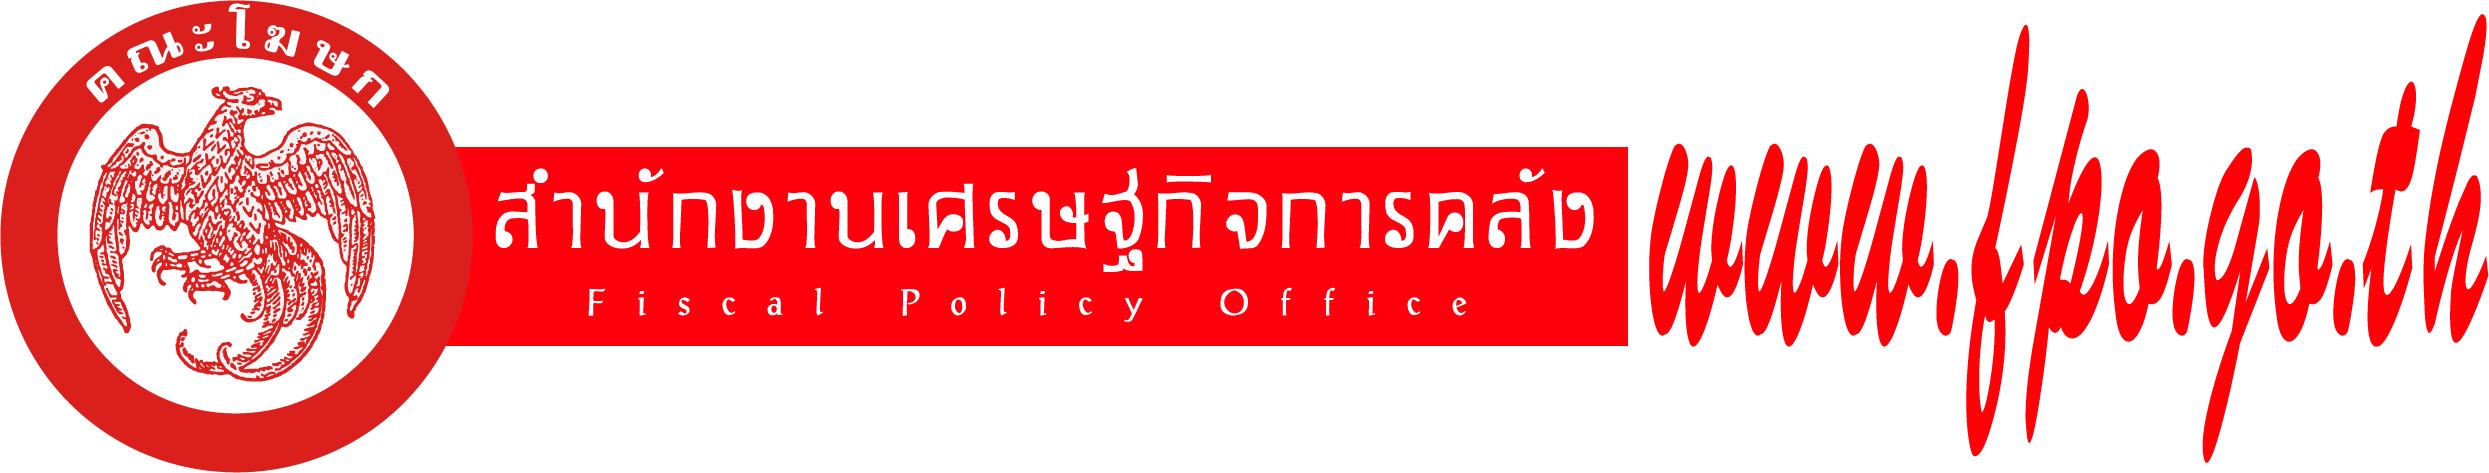 คณะโฆษก
สำนักงานเศรษฐกิจการคลัง
Fiscal Policy Office
www.fpo.go.th